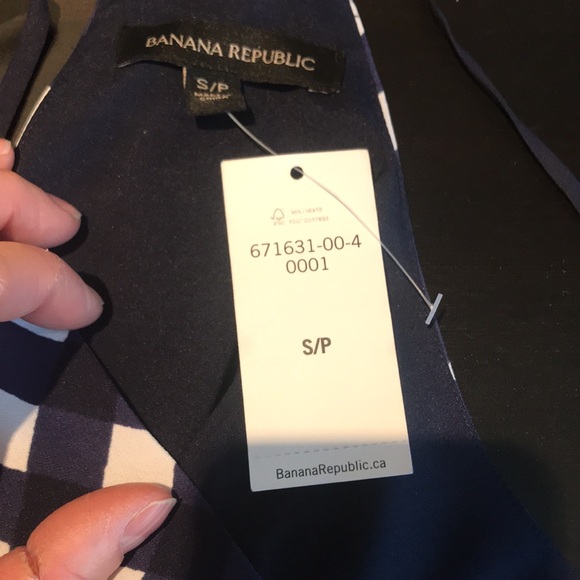 BANANA REPUBLIC
S/P
671631-00-4
0001
S/P
BananaRepublic.ca